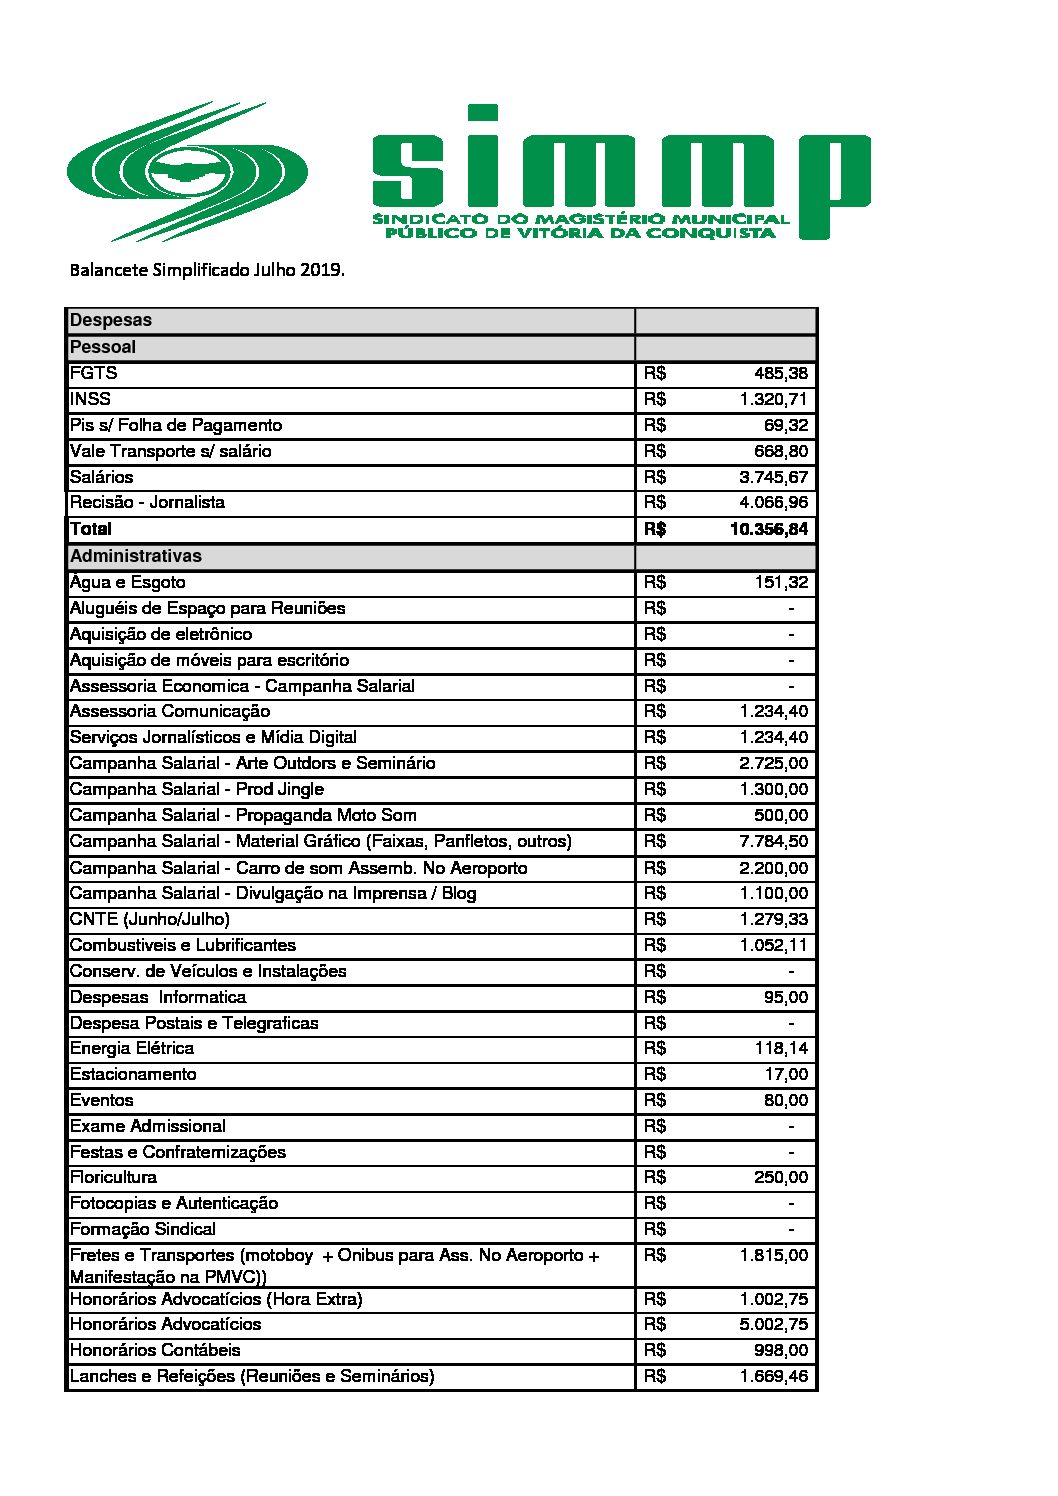 simmp
SINDICATO DO MAGISTÉRIO MUNICIPAL
PÚBLICO DE VITÓRIA DA CONQUISTA
Balancete Simplificado Julho 2019.
Despesas
Pessoal
FGTS R$ 485,38
INSS R$ 1.320,71
Pis s/ Folha de Pagamento R$ 69,32
Vale Transporte s/ salário R$ 668,80
Salários R$ 3.745,67
Recisão - Jornalista R$ 4.066,96
Total R$ 10.356,84
Administrativas
Água e Esgoto R$ 151,32
Aluguéis de Espaço para Reuniões R$ -
Aquisição de eletrônico R$ -
Aquisição de móveis para escritório R$ -
Assessoria Economica - Campanha Salarial R$ -
Assessoria Comunicação R$ 1.234,40
Serviços Jornalísticos e Mídia Digital R$ 1.234,40
Campanha Salarial - Arte Outdors e Seminário R$ 2.725,00
Campanha Salarial - Prod Jingle R$ 1.300,00
Campanha Salarial - Propaganda Moto Som R$ 500,00
Campanha Salarial - Material Gráfico (Faixas, Panfletos, outros) R$ 7.784,50
Campanha Salarial - Carro de som Assemb. No Aeroporto R$ 2.200,00
Campanha Salarial - Divulgação na Imprensa / Blog R$ 1.100,00
CNTE (Junho/Julho) R$ 1.279,33
Combustiveis e Lubrificantes R$ 1.052,11
Conserv. de Veículos e Instalações R$ -
Despesas  Informatica R$ 95,00
Despesa Postais e Telegraficas R$ -
Energia Elétrica R$ 118,14
Estacionamento R$ 17,00
Eventos R$ 80,00
Exame Admissional R$ -
Festas e Confraternizações R$ -
Floricultura R$ 250,00
Fotocopias e Autenticação R$ -
Formação Sindical R$ -
Fretes e Transportes (motoboy  + Onibus para Ass. No Aeroporto + R$ 1.815,00
Manifestação na PMVC))
Honorários Advocatícios (Hora Extra) R$ 1.002,75
Honorários Advocatícios R$ 5.002,75
Honorários Contábeis R$ 998,00
Lanches e Refeições (Reuniões e Seminários) R$ 1.669,46